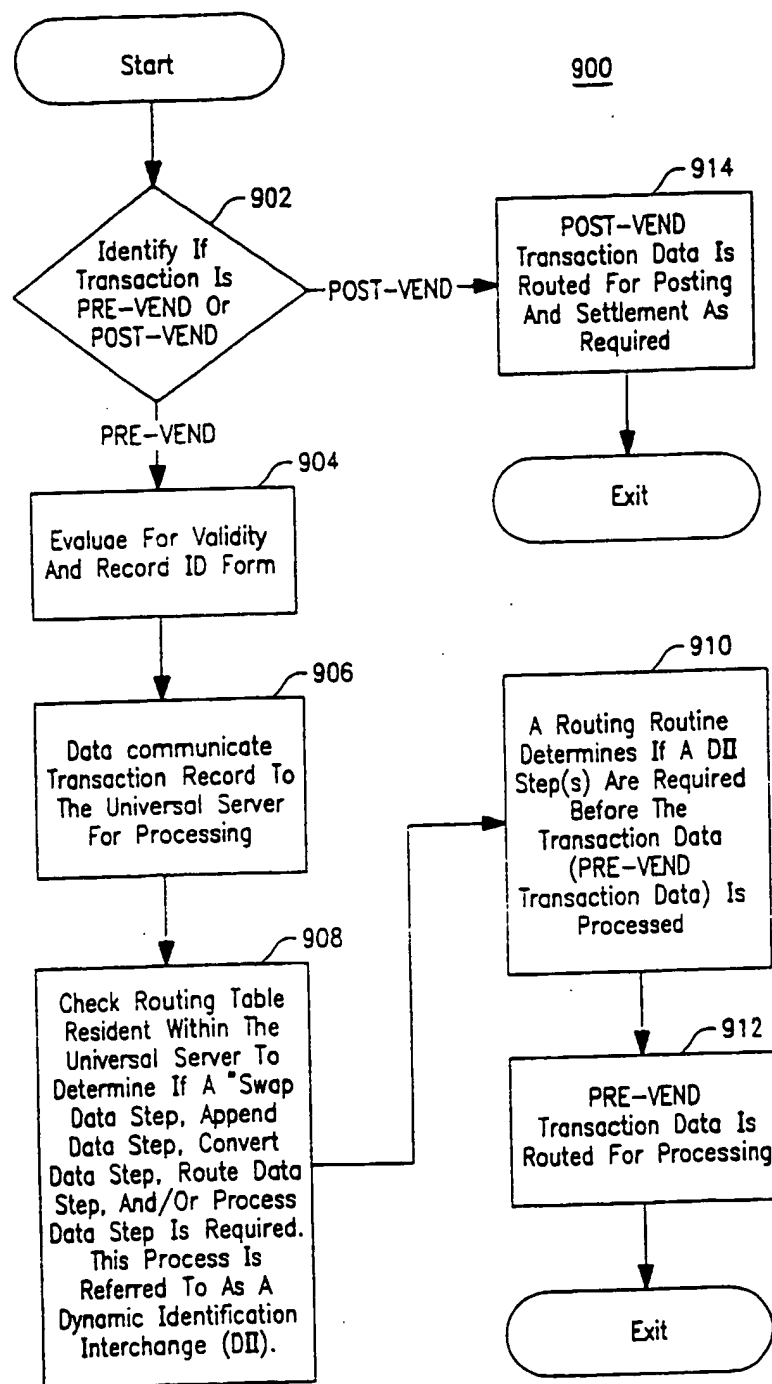 Start
900
902
Identify If
Transaction Is
PRE-VEND Or
POST-VEND
POST-VEND
914
POST-VEND
Transaction Data Is
Routed For Posting
And Settlement As
Required
Exit
PRE-VEND
904
Evaluae For Validity
And Record ID Form
906
Data communicate
Transaction Record To
The Universal Server
For Processing
908
Check Routing Table
Resident Within The
Universal Server To
Determine If A "Swap
Data Step, Append
Data Step, Convert
Data Step, Route Data
Step, And/Or Process
Data Step Is Required.
This Process Is
Referred To As A
Dynamic Identification
Interchange (DII).
910
A Routing Routine
Determines If A DII
Step(s) Are Required
Before The
Transaction Data
(PRE-VEND
Transaction Data) Is
Processed
912
PRE-VEND
Transaction Data Is
Routed For Processing
Exit